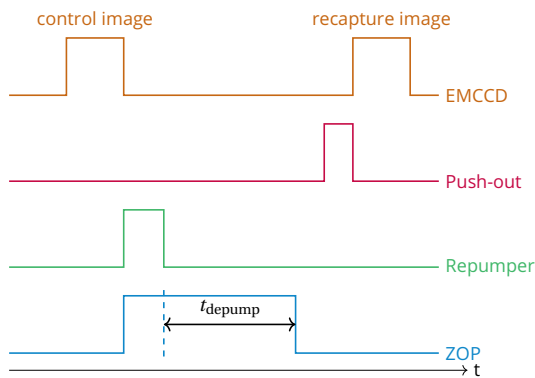 control image
recapture image
EMCCD
Push-out
Repumper
t_depump
ZOP
t